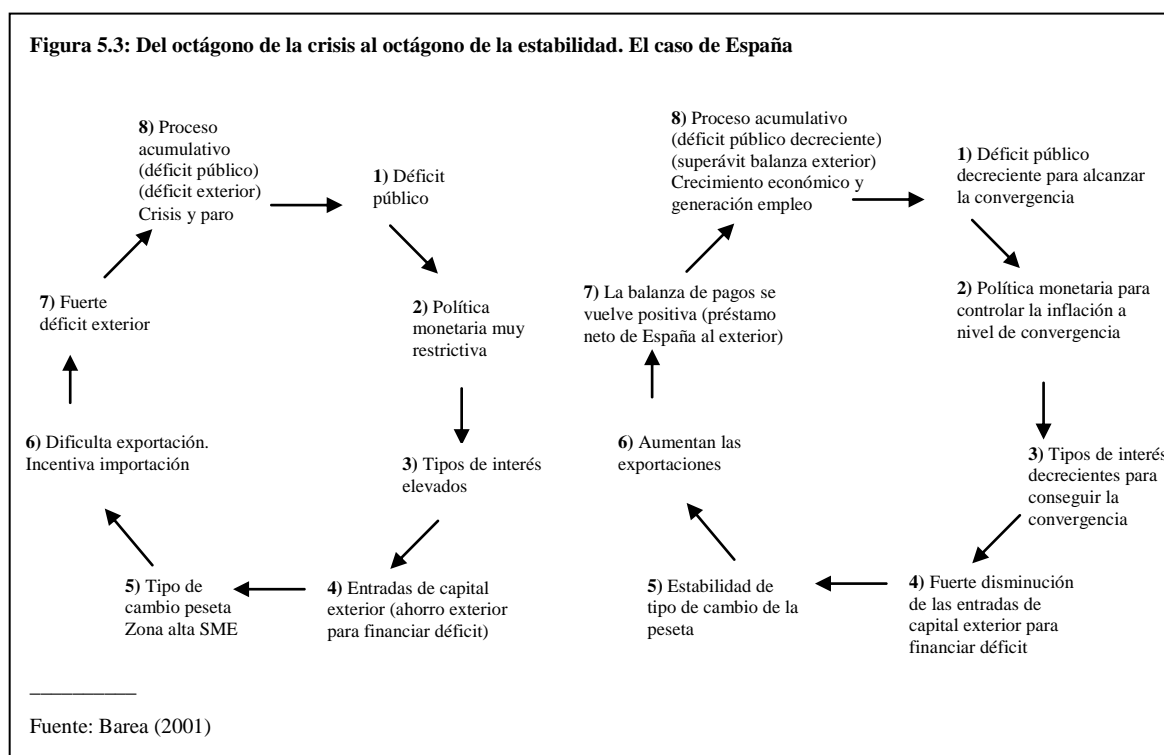 Figura 5.3: Del octágono de la crisis al octágono de la estabilidad. El caso de España
8) Proceso
acumulativo
(déficit público)
(déficit exterior)
Crisis y paro
1) Déficit
público
2) Política
monetaria muy
restrictiva
3) Tipos de interés
elevados
4) Entradas de capital
exterior (ahorro exterior
para financiar déficit)
5) Tipo de
cambio peseta
Zona alta SME
6) Dificulta exportación.
Incentiva importación
7) Fuerte
déficit exterior
8) Proceso acumulativo
(déficit público decreciente)
(superávit balanza exterior)
Crecimiento económico y
generación empleo
1) Déficit público
decreciente para alcanzar
la convergencia
2) Política monetaria para
controlar la inflación a
nivel de convergencia
3) Tipos de interés
decrecientes para
conseguir la
convergencia
4) Fuerte disminución
de las entradas de
capital exterior para
financiar déficit
5) Estabilidad de
tipo de cambio de la
peseta
6) Aumentan las
exportaciones
7) La balanza de pagos se
vuelve positiva (préstamo
neto de España al exterior)
Fuente: Barea (2001)